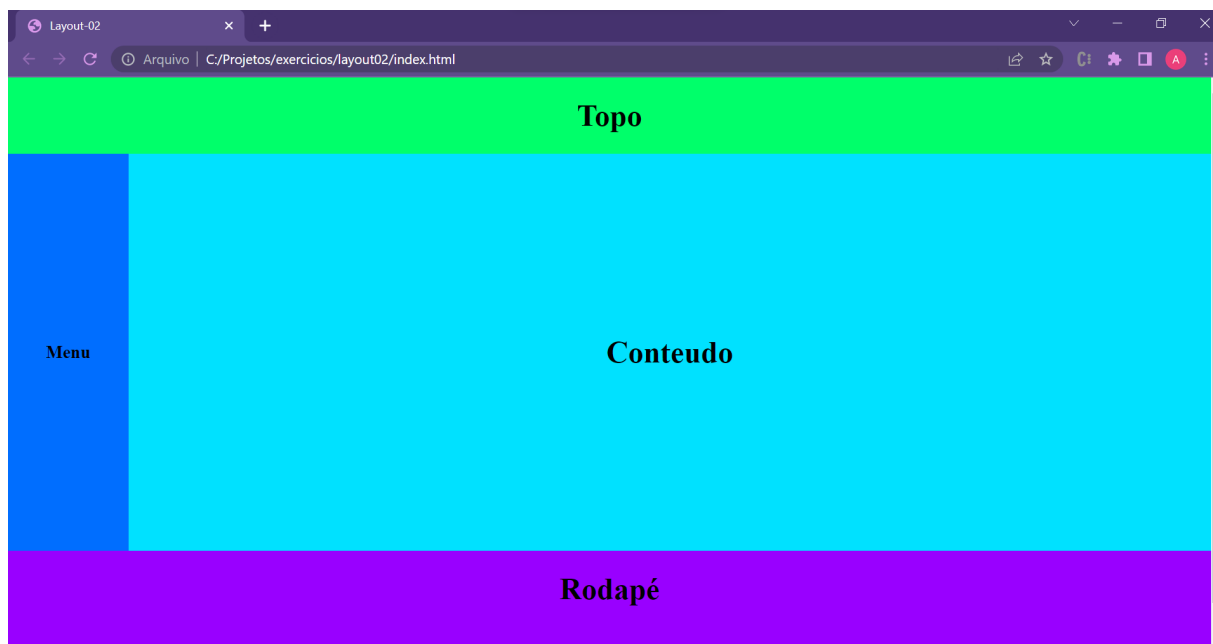 Layout-02
Arquivo | C:/Projetos/exercicios/layout02/index.html
A
Topo
Menu
Conteudo
Rodapé